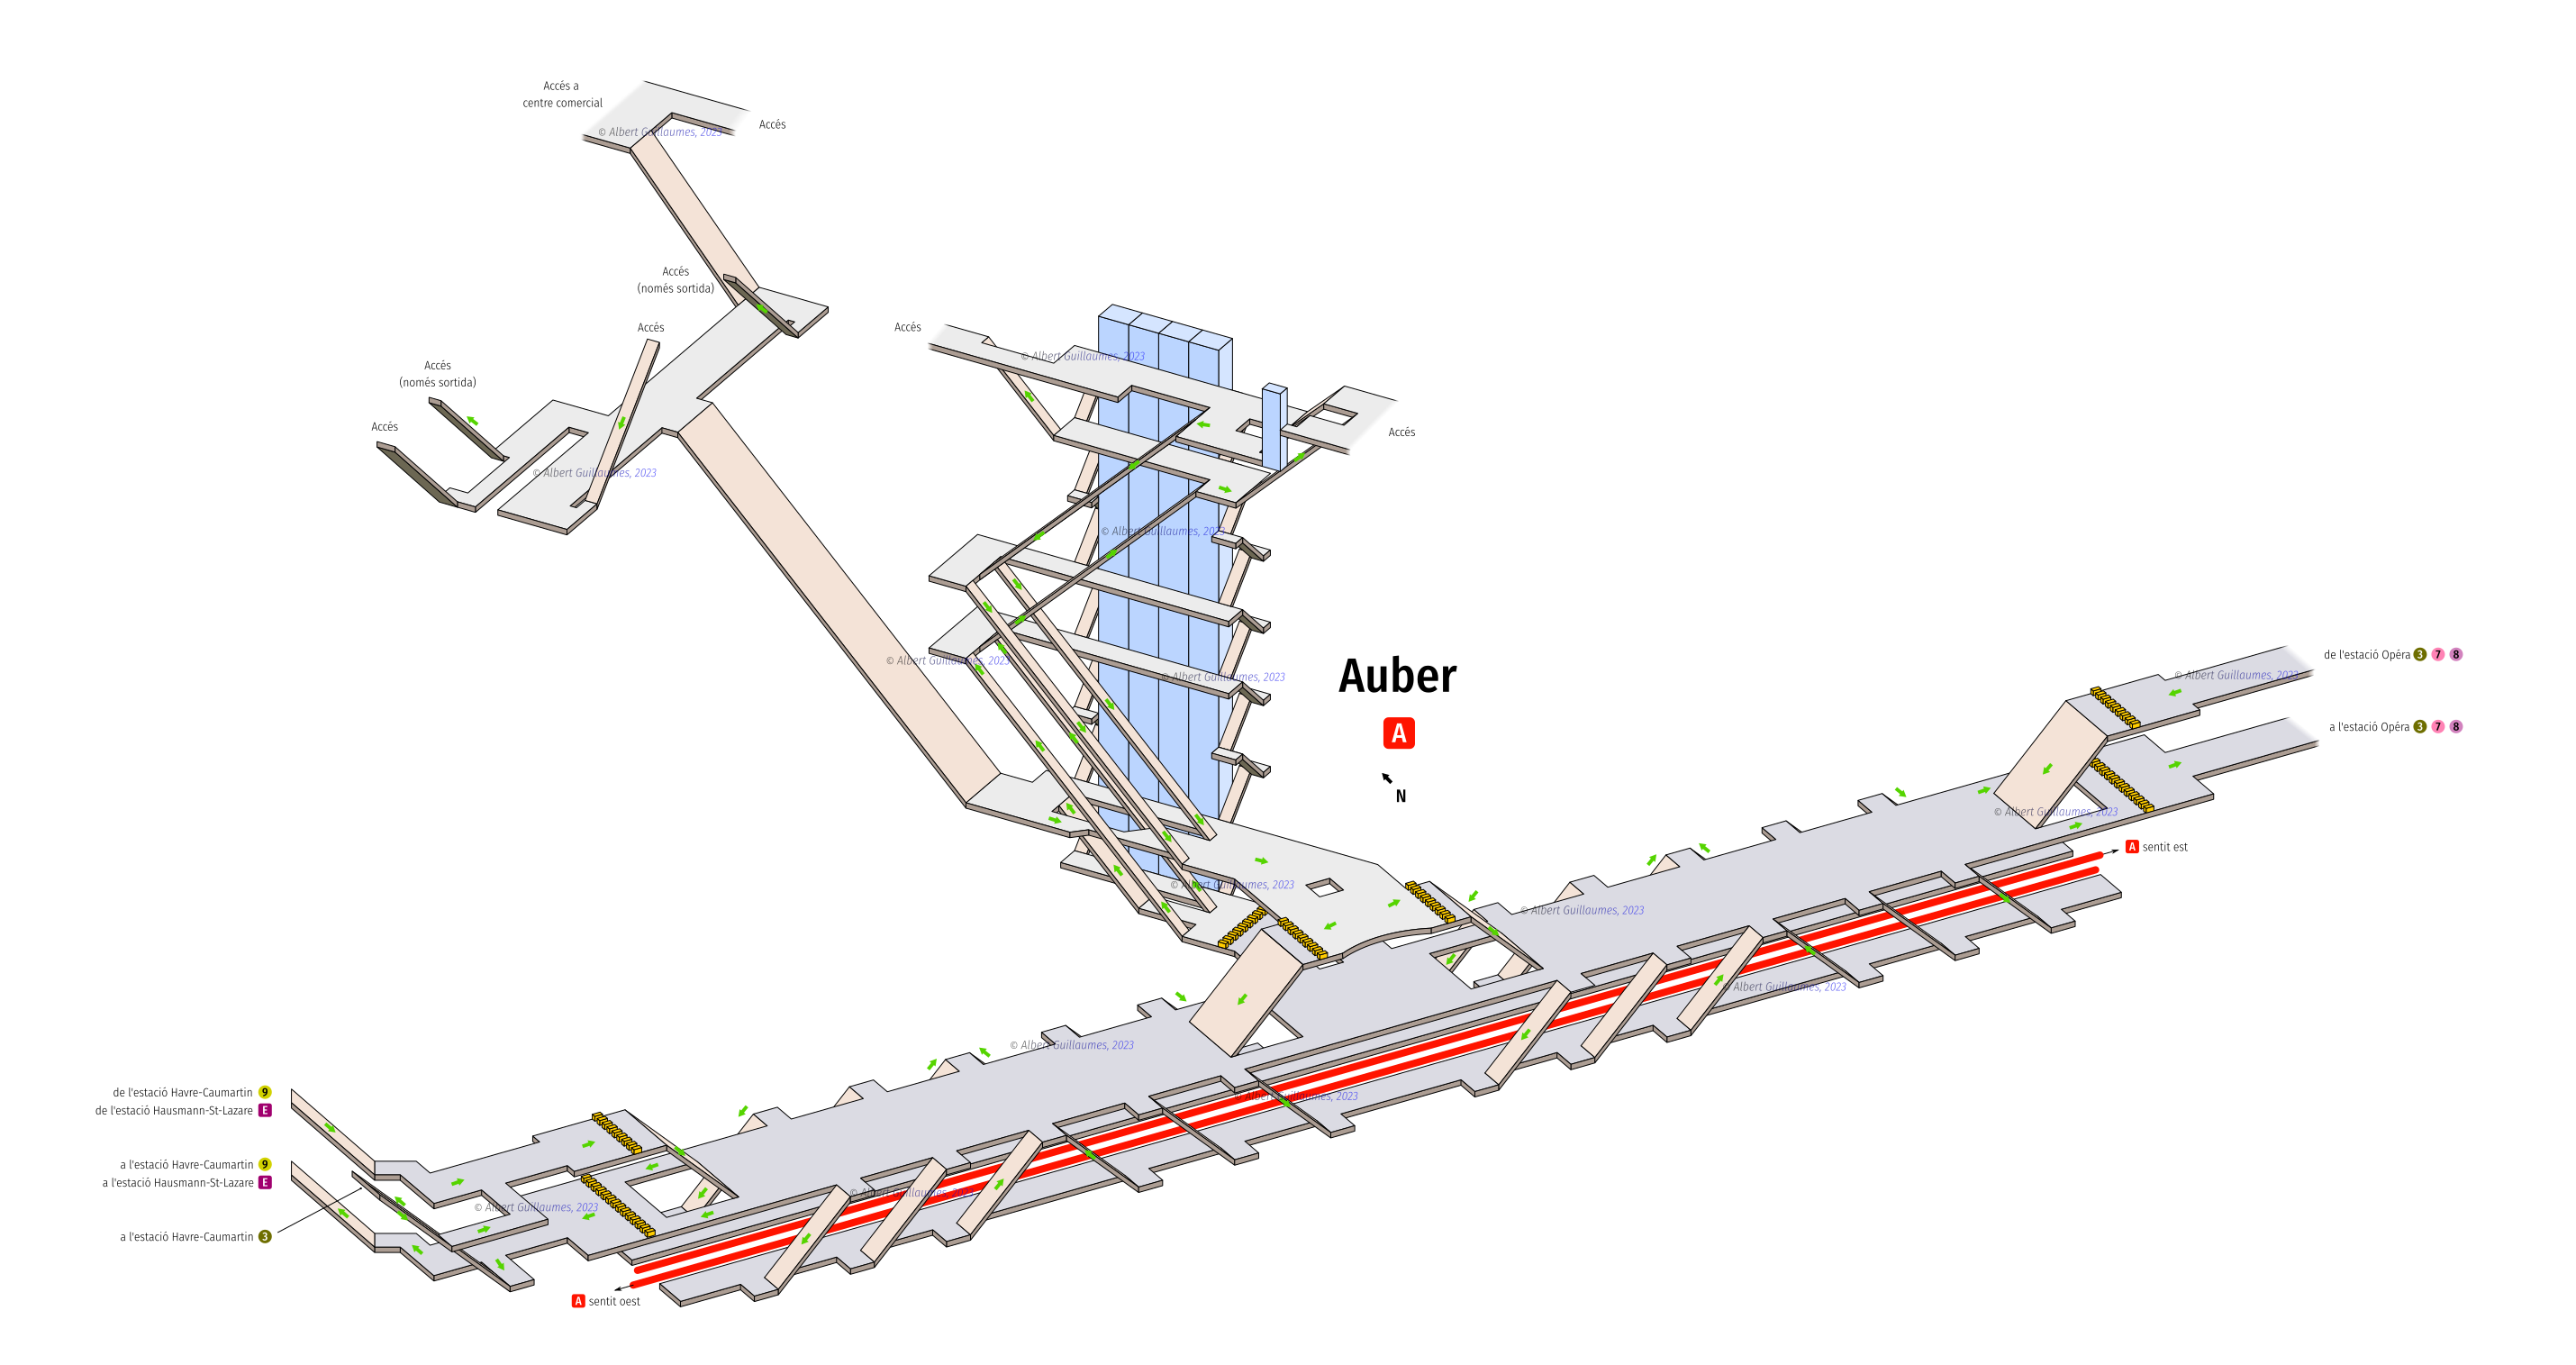 Accés a
centre comercial
Accés
© Albert Guillaumes, 2023
Accés
(només sortida)
Accés
Accés
(només sortida)
Accés
© Albert Guillaumes, 2023
Accés
© Albert Guillaumes, 2023
Accés
© Albert Guillaumes, 2023
© Albert Guillaumes, 2023
© Albert Guillaumes, 2023
Auber
A
N
de l'estació Opéra 3 7 8
© Albert Guillaumes, 2023
a l'estació Opéra 3 7 8
© Albert Guillaumes, 2023
A sentit est
© Albert Guillaumes, 2023
© Albert Guillaumes, 2023
© Albert Guillaumes, 2023
© Albert Guillaumes, 2023
© Albert Guillaumes, 2023
de l'estació Havre-Caumartin 9
de l'estació Hausmann-St-Lazare E
a l'estació Havre-Caumartin 9
a l'estació Hausmann-St-Lazare E
© Albert Guillaumes, 2023
© Albert Guillaumes, 2023
a l'estació Havre-Caumartin 3
A sentit oest